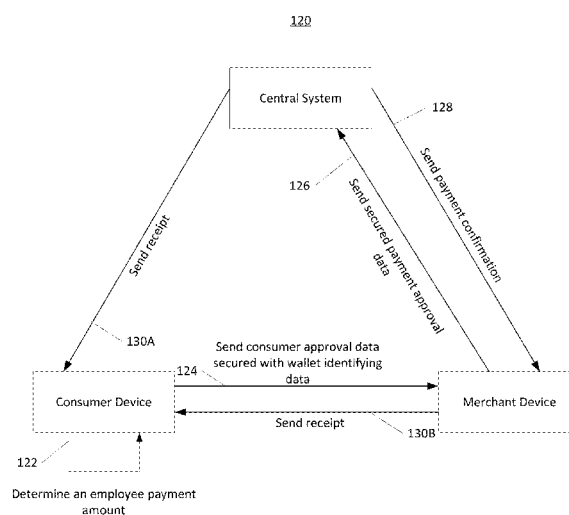 120
Central System
128
126
Send payment confirmation
Send secured payment approval
data
Send receipt
130A
Send consumer approval data
secured with wallet identifying
data
124
Consumer Device
Merchant Device
Send receipt
130B
122
Determine an employee payment
amount